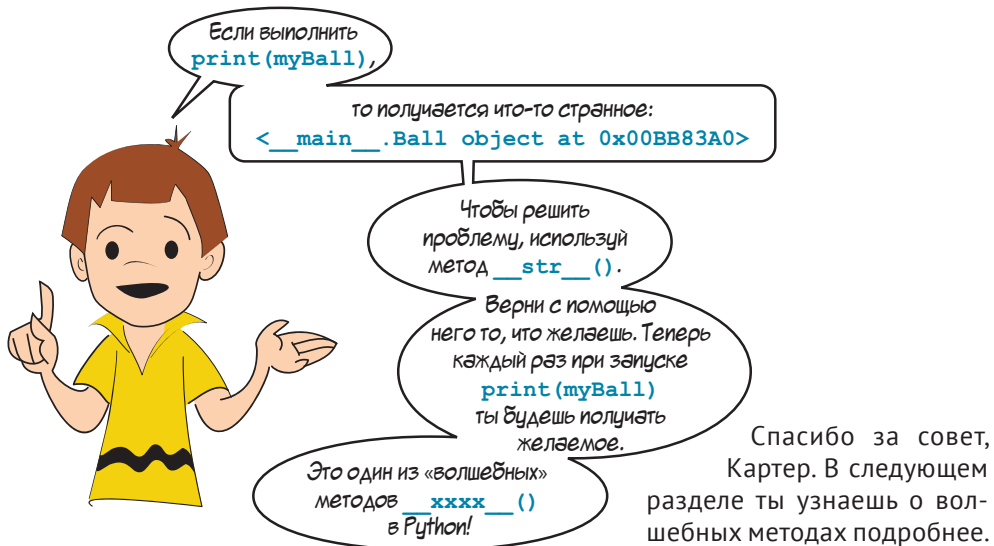 Если выполнить
print(myBall),
то получается что-то странное:
<__main__.Ball object at 0x00BB83A0>
Чтобы решить
проблему, используй
метод __str__().
Верни с помощью
него то, что желаешь. Теперь
каждый раз при запуске
print(myBall)
ты будешь получать
желаемое.
Это один из «волшебных»
методов __xxxx__()
в Python!
Спасибо за совет,
Картер. В следующем
разделе ты узнаешь о вол-
шебных методах подробнее.